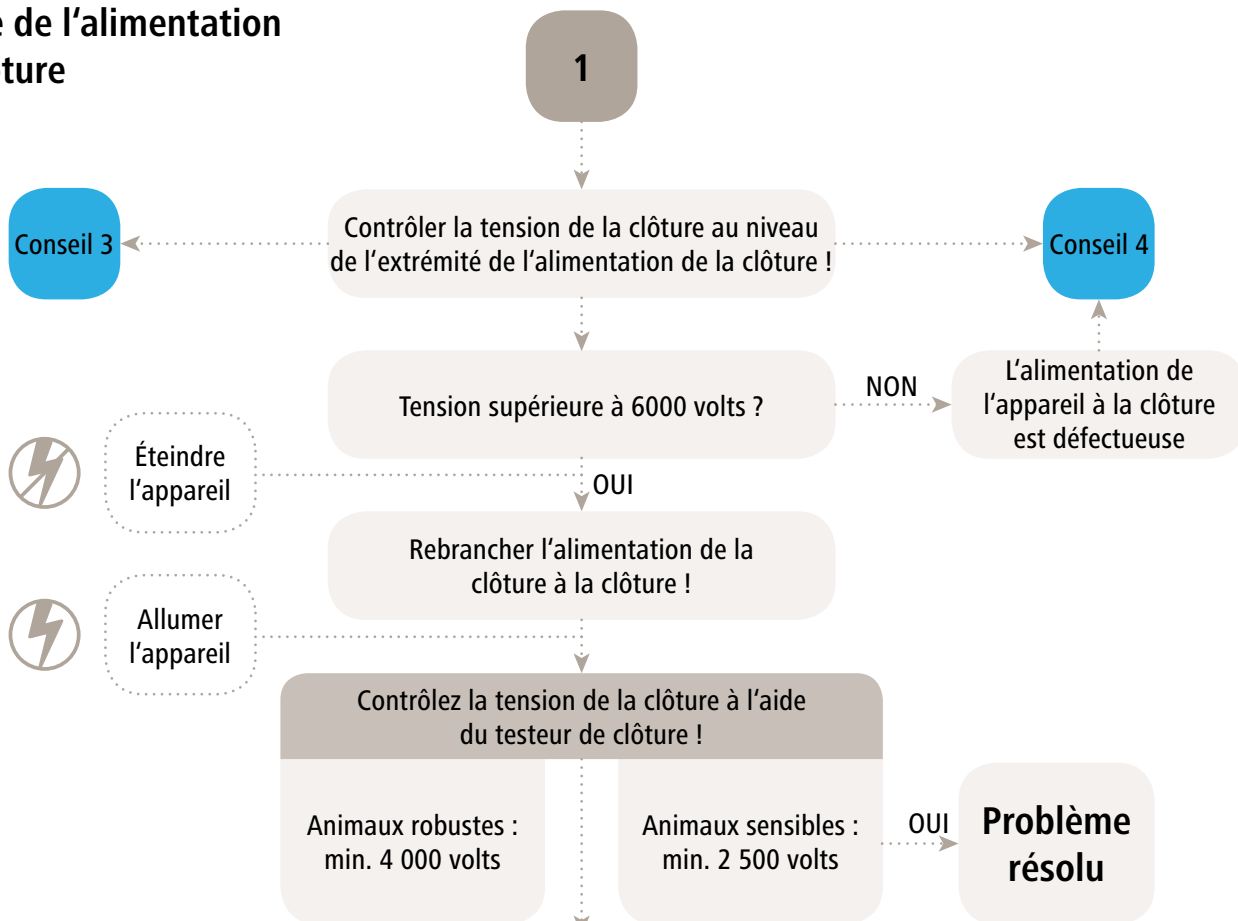 de l‘alimentation
1
Contrôler la tension de la clôture au niveau
de l‘extrémité de l‘alimentation de la clôture !
Conseil 3
Conseil 4
Tension supérieure à 6000 volts ?
NON
L‘alimentation de
l‘appareil à la clôture
est défectueuse
Éteindre
l‘appareil
OUI
Rebrancher l‘alimentation de la
clôture à la clôture !
Allumer
l‘appareil
Contrôlez la tension de la clôture à l‘aide
du testeur de clôture !
Animaux robustes :
min. 4 000 volts
Animaux sensibles :
min. 2 500 volts
OUI
Problème
résolu